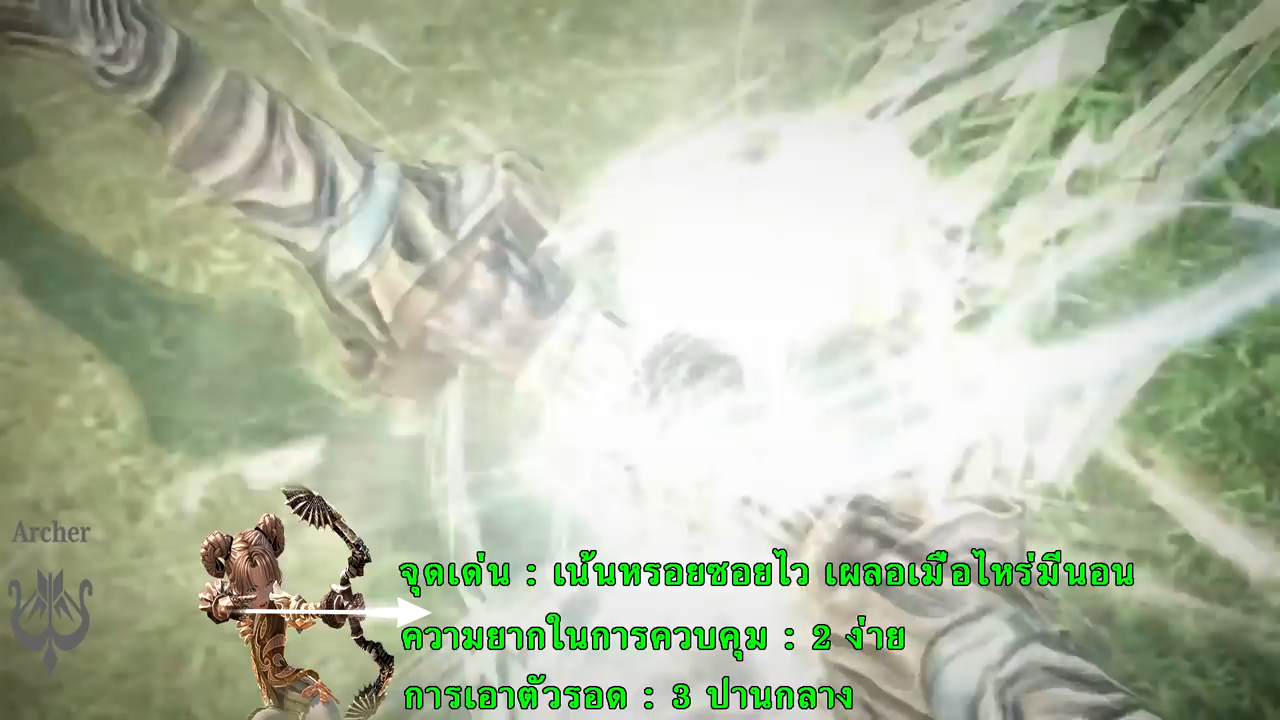 Archer
จุดเด่น : เน้นหรอยซอยไว เผลอเมือไหร่มีนอน
ความยากในการควบคุม : 2 ง่าย
การเอาตัวรอด : 3 ปานกลาง